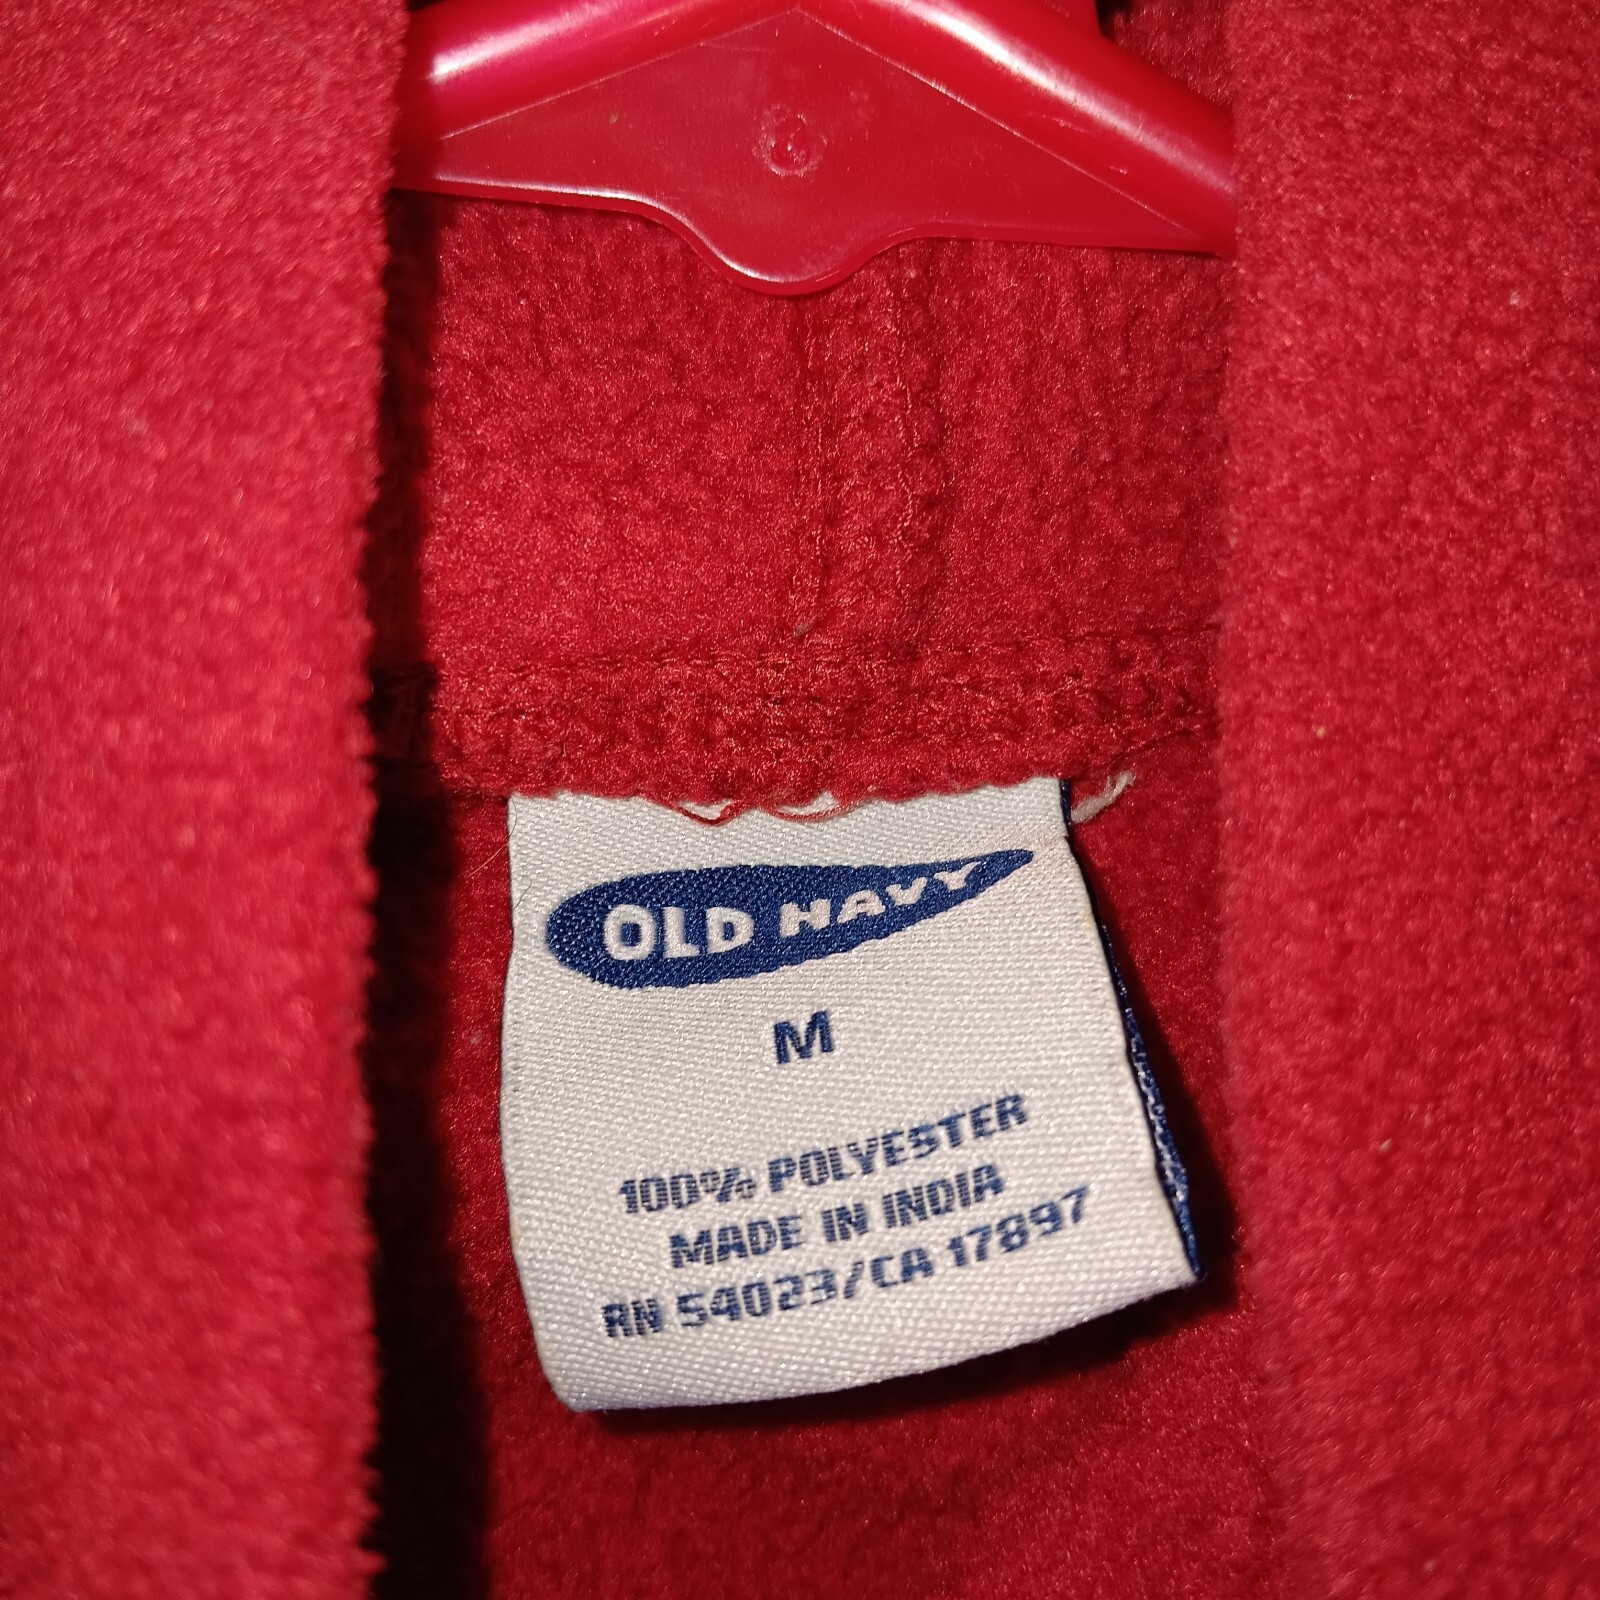 OLD NAVY
M
100% POLYESTER
MADE IN INDIA
RN 54023/CA 17897